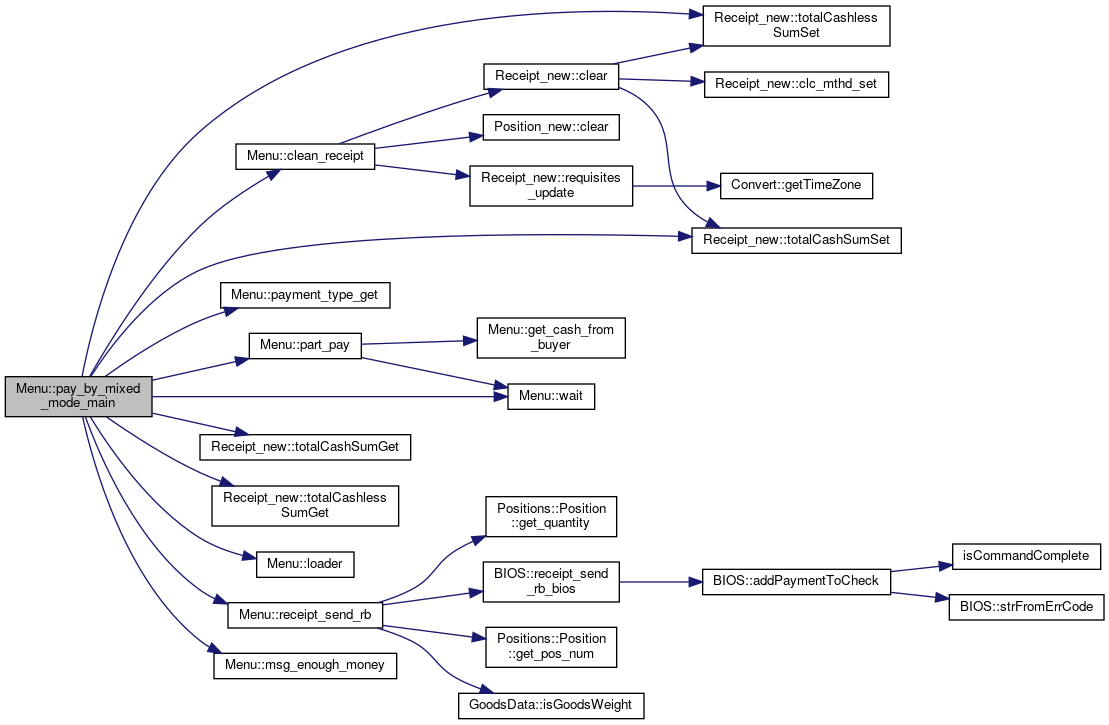 Receipt_new::totalCashless
SumSet
Receipt_new::clear
Receipt_new::clc_mthd_set
Position_new::clear
Menu::clean_receipt
Receipt_new::requisites
_update
Convert::getTimeZone
Receipt_new::totalCashSumSet
Menu::payment_type_get
Menu::get_cash_from
_buyer
Menu::part_pay
Menu::pay_by_mixed
_mode_main
Menu::wait
Receipt_new::totalCashSumGet
Receipt_new::totalCashless
SumGet
Positions::Position
::get_quantity
Menu::loader
isCommandComplete
BIOS::receipt_send
_rb_bios
BIOS::addPaymentToCheck
BIOS::strFromErrCode
Menu::receipt_send_rb
Positions::Position
::get_pos_num
Menu::msg_enough_money
GoodsData::isGoodsWeight